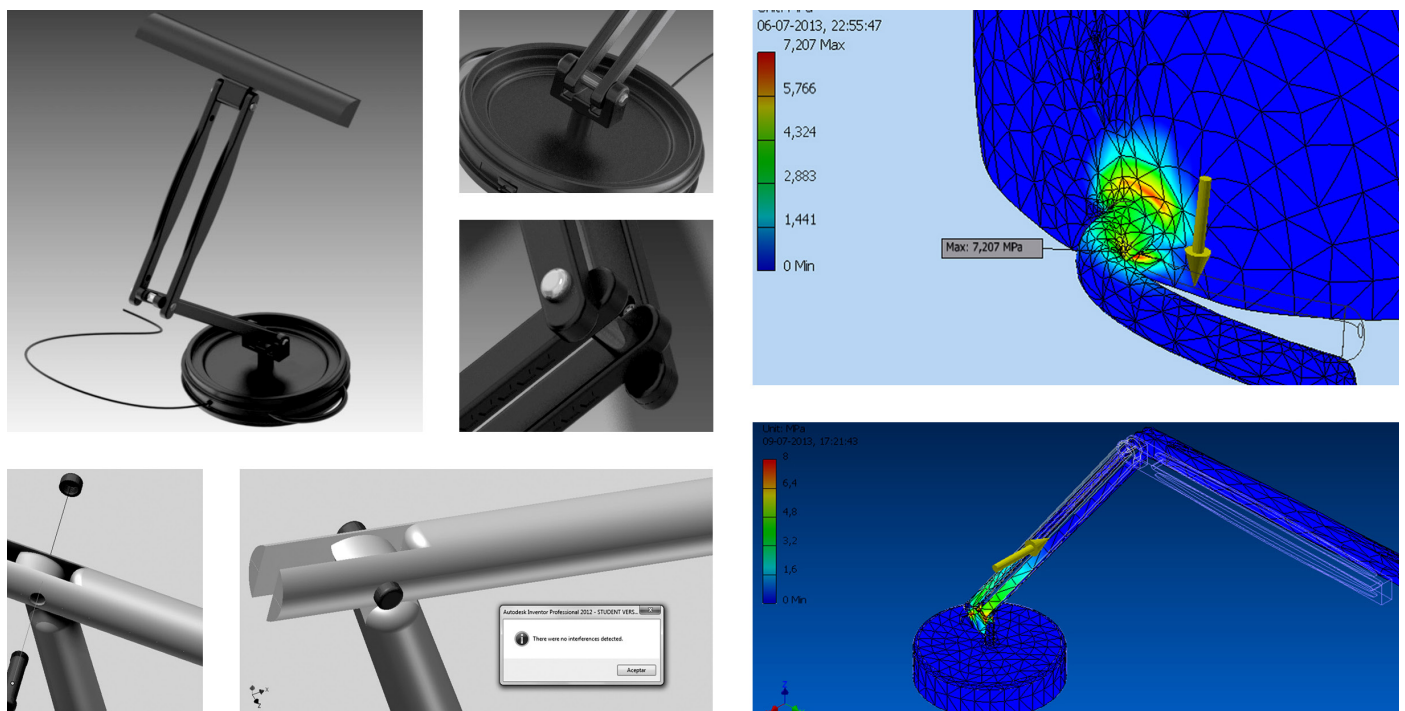 Unit: MPa
06-07-2013, 22:55:47
7,207 Max
5,766
4,324
2,883
1,441
0 Min
Max: 7,207 MPa
Unit: MPa
09-07-2013, 17:21:43
8
6,4
4,8
3,2
1,6
0 Min
Autodesk Inventor Professional 2012 - STUDENT VERS...
There were no interferences detected.
Aceptar
X
Z
Z